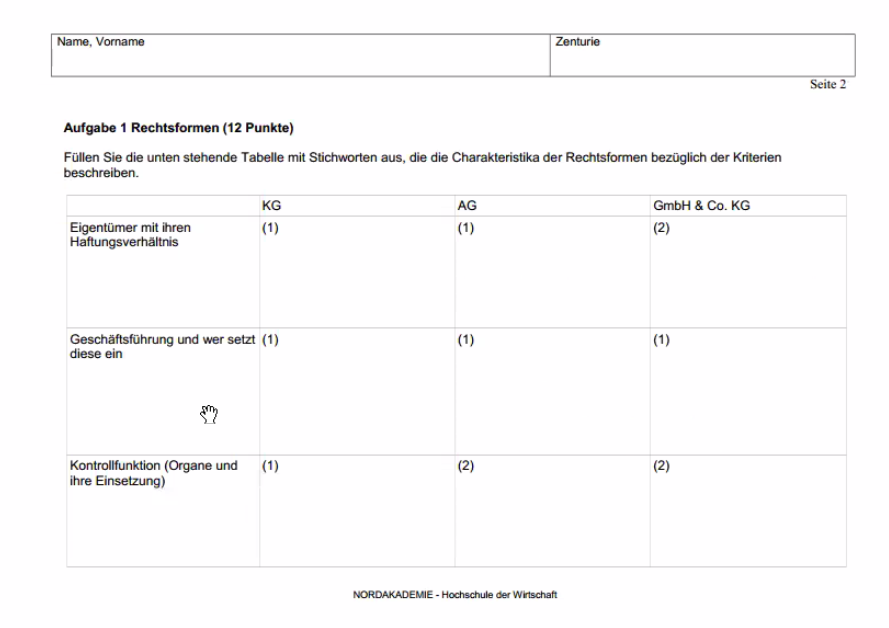 Name, Vorname Zenturie
Seite 2
Aufgabe 1 Rechtsformen (12 Punkte)
Füllen Sie die unten stehende Tabelle mit Stichworten aus, die die Charakteristika der Rechtsformen bezüglich der Kriterien
beschreiben.
KG AG GmbH & Co. KG
Eigentümer mit ihren (1) (1) (2)
Haftungsverhältnis
Geschäftsführung und wer setzt (1) (1) (1)
diese ein
Kontrollfunktion (Organe und (1) (2) (2)
ihre Einsetzung)
NORDAKADEMIE - Hochschule der Wirtschaft